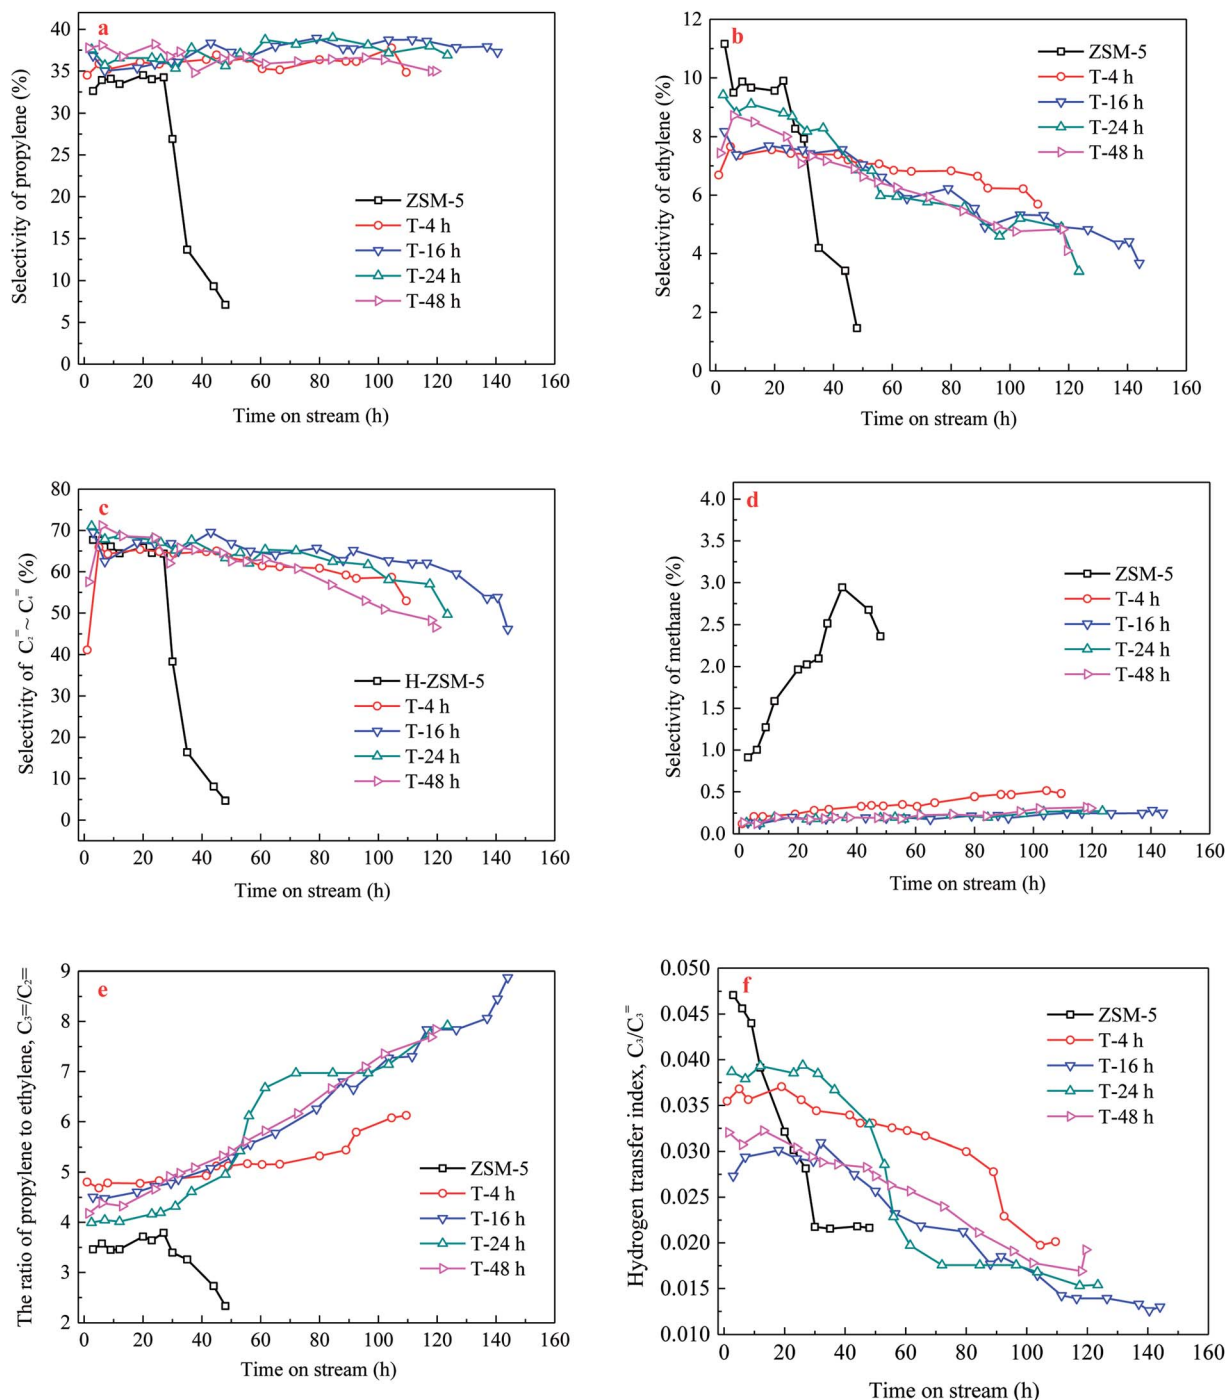 a
Selectivity of propylene (%)
40
35
30
25
20
15
10
5
0
ZSM-5
T-4 h
T-16 h
T-24 h
T-48 h
0 20 40 60 80 100 120 140 160
Time on stream (h)
b
Selectivity of ethylene (%)
12
10
8
6
4
2
0
ZSM-5
T-4 h
T-16 h
T-24 h
T-48 h
0 20 40 60 80 100 120 140 160
Time on stream (h)
c
Selectivity of C₂⁼ ~ C₄⁼ (%)
80
70
60
50
40
30
20
10
0
H-ZSM-5
T-4 h
T-16 h
T-24 h
T-48 h
0 20 40 60 80 100 120 140 160
Time on stream (h)
d
Selectivity of methane (%)
4.0
3.5
3.0
2.5
2.0
1.5
1.0
0.5
0.0
ZSM-5
T-4 h
T-16 h
T-24 h
T-48 h
0 20 40 60 80 100 120 140 160
Time on stream (h)
e
The ratio of propylene to ethylene, C₃=/C₂=
9
8
7
6
5
4
3
2
ZSM-5
T-4 h
T-16 h
T-24 h
T-48 h
0 20 40 60 80 100 120 140 160
Time on stream (h)
f
Hydrogen transfer index, C₃/C₃⁼
0.050
0.045
0.040
0.035
0.030
0.025
0.020
0.015
0.010
ZSM-5
T-4 h
T-16 h
T-24 h
T-48 h
0 20 40 60 80 100 120 140 160
Time on stream (h)